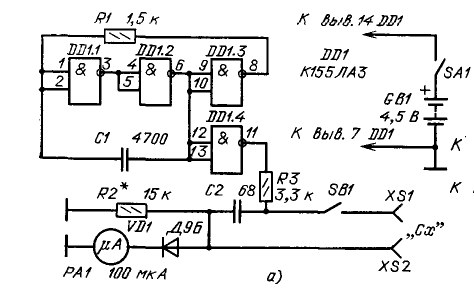 R1 1,5 к
К выв. 14 DD1
DD1.1 DD1.2 DD1.3
DD1
К155ЛА3
SA1
1 & 3 4 & 6 9 & 8
2 5 10
+
GB1
4,5 В
DD1.4
C1 4700
12 & 11
13
К выв. 7 DD1
К
К
R3
3,3 к
R2* 15 к
C2 68
SB1
XS1
VD1 Д9Б
„Cx”
μA
PA1 100 мкА
XS2
а)